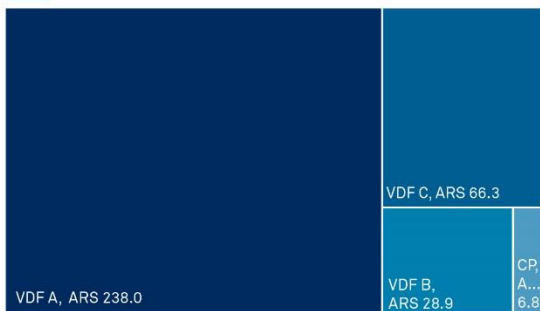 VDF A, ARS 238.0
VDF C, ARS 66.3
VDF B,
ARS 28.9
CP,
A...
6.8